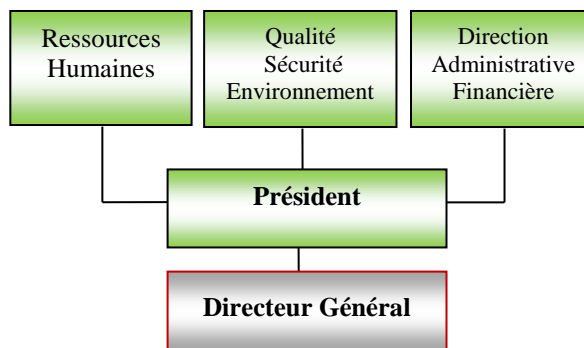 Ressources
Humaines
Qualité
Sécurité
Environnement
Direction
Administrative
Financière
Président
Directeur Général